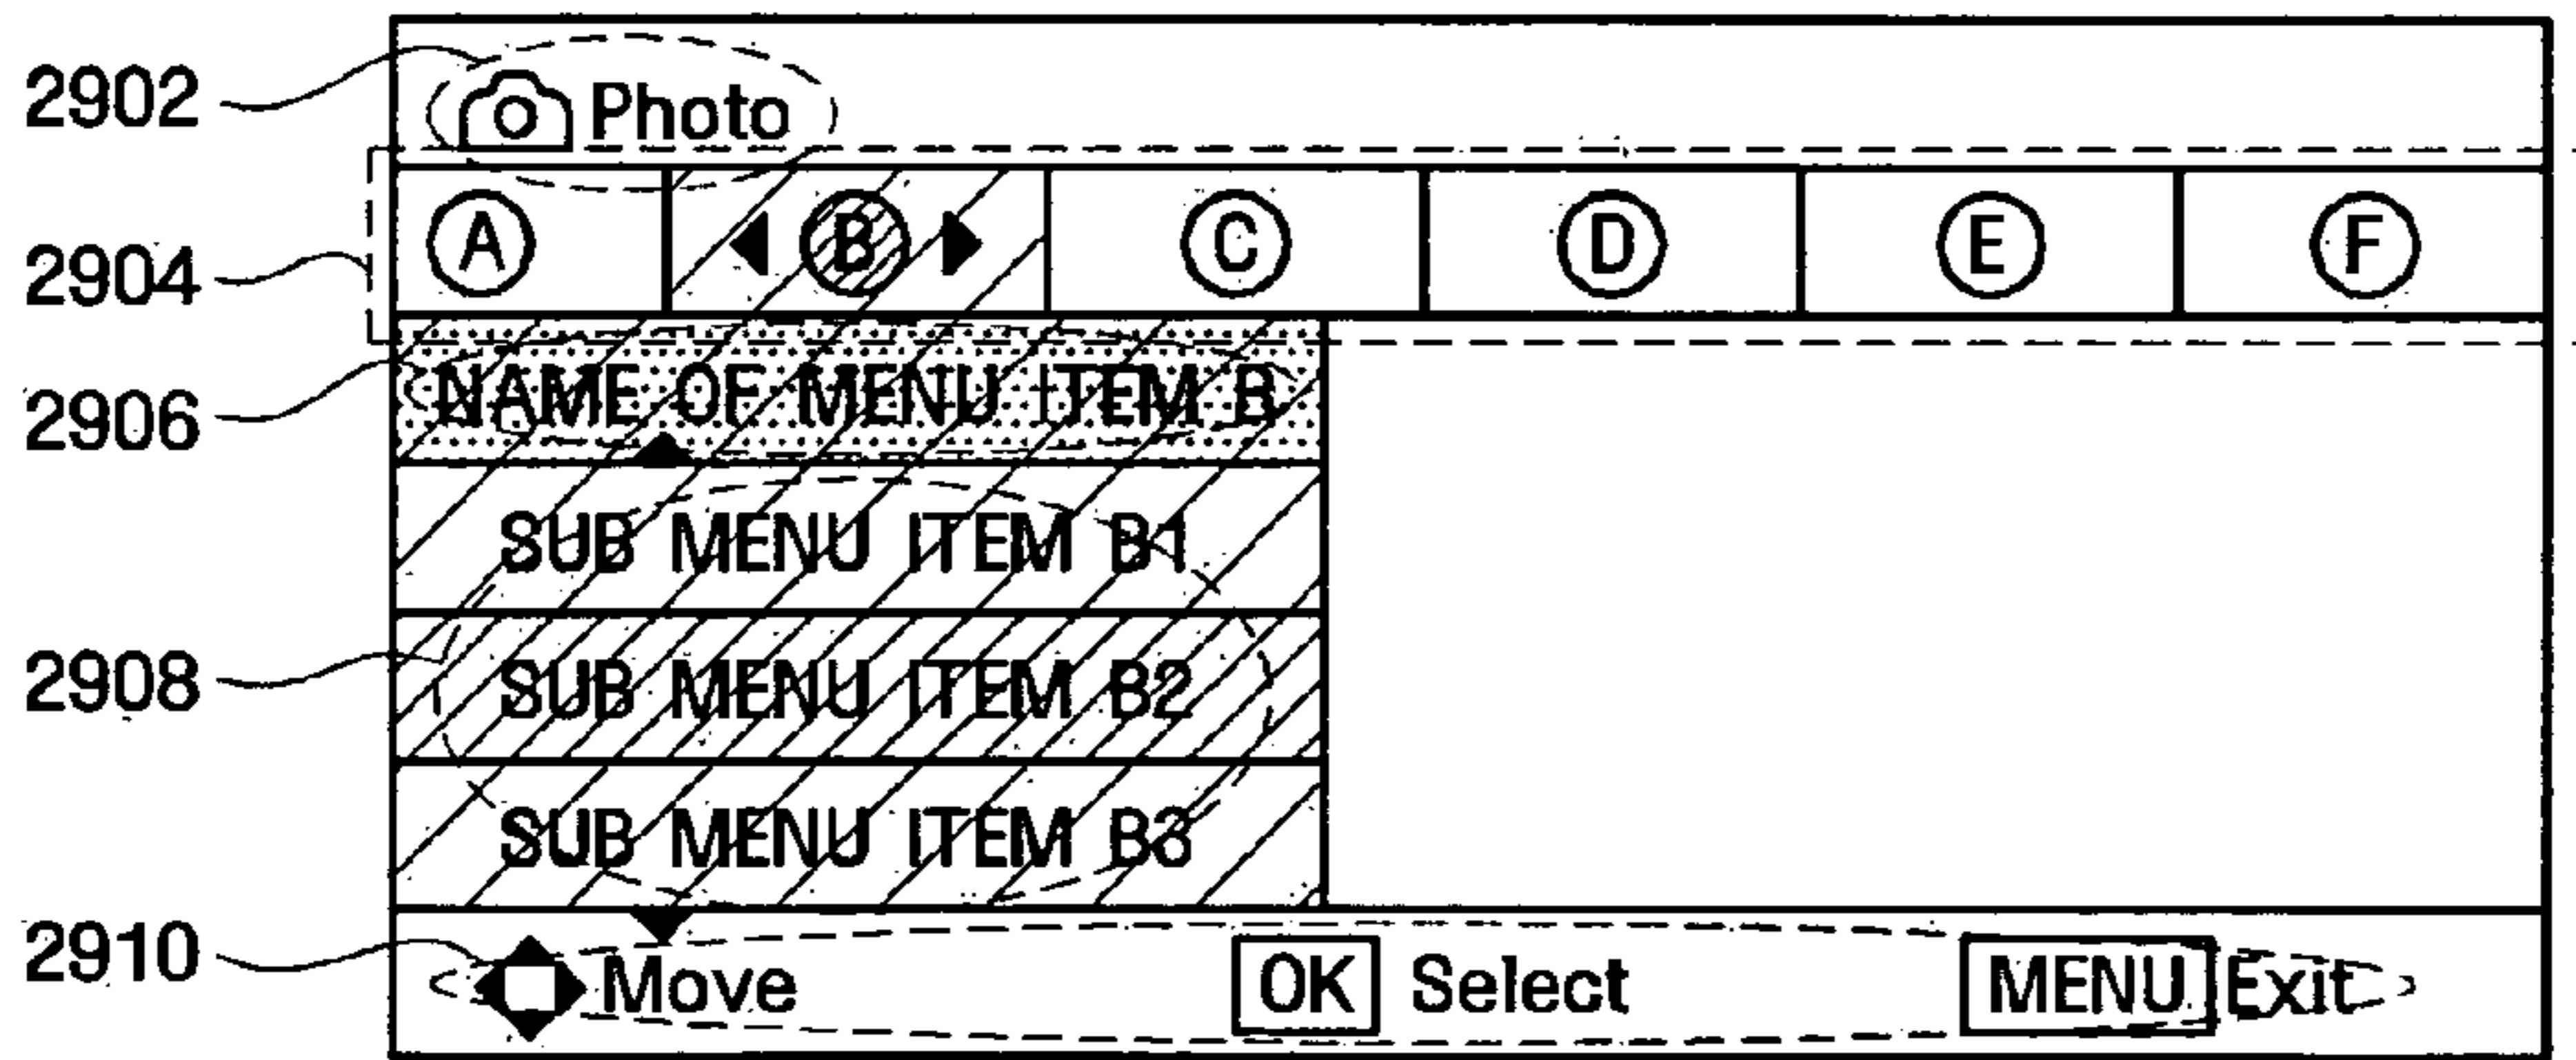 2902 Photo
2904 A B C D E F
2906 NAME OF MENU ITEM B
SUB MENU ITEM B1
2908 SUB MENU ITEM B2
SUB MENU ITEM B3
2910 Move OK Select MENU Exit